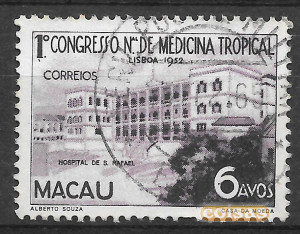 1º CONGRESSO Nal DE MEDICINA TROPICAL
LISBOA - 1952
CORREIOS
HOSPITAL DE S. RAFAEL
MACAU
6 AVOS
ALBERTO SOUZA
CASA DA MOEDA